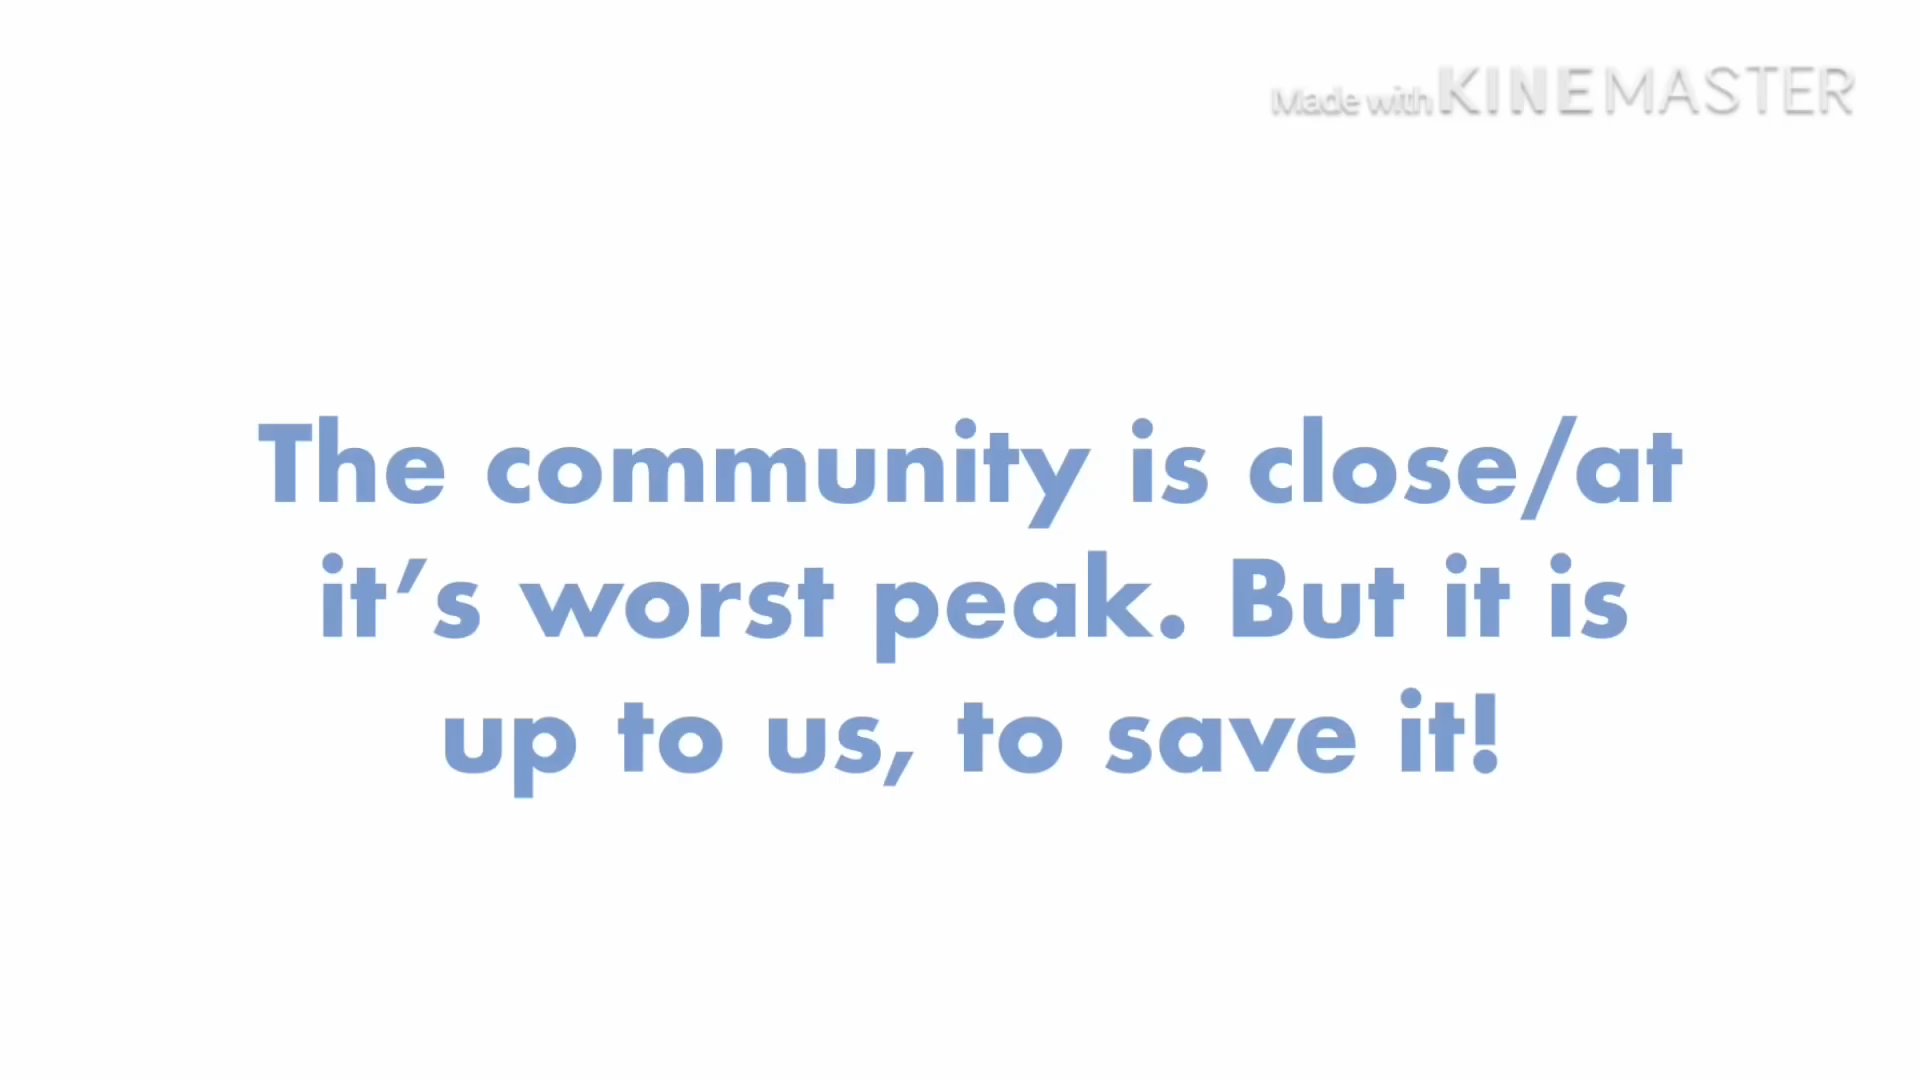 Made with KINEMASTER
The community is close/at
it’s worst peak. But it is
up to us, to save it!